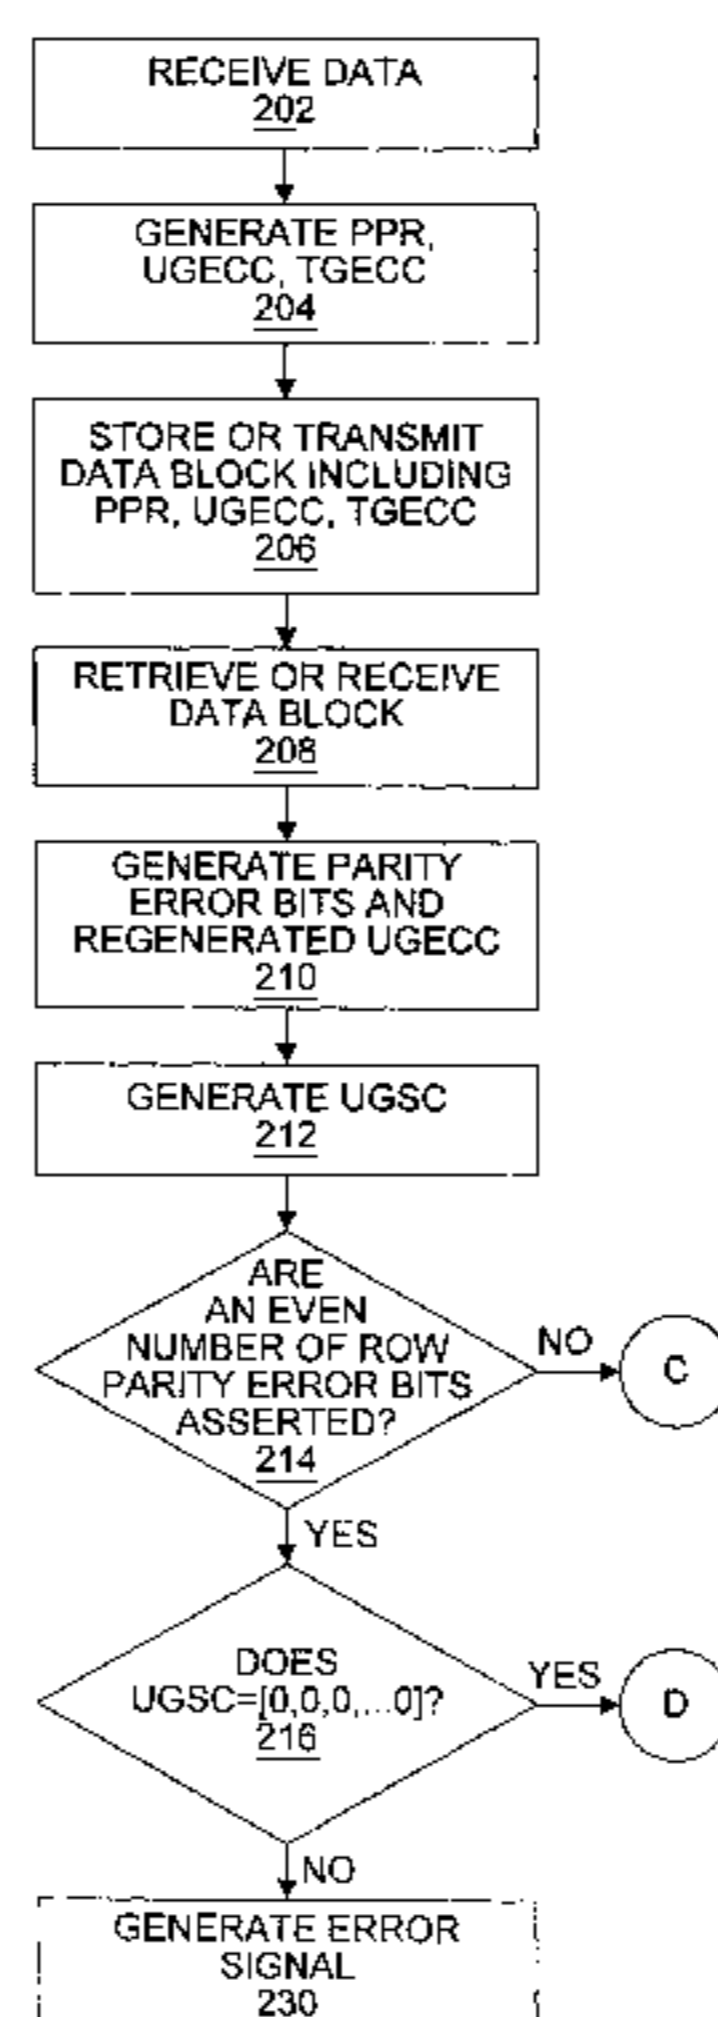 RECEIVE DATA
202
GENERATE PPR,
UGECC, TGECC
204
STORE OR TRANSMIT
DATA BLOCK INCLUDING
PPR, UGECC, TGECC
206
RETRIEVE OR RECEIVE
DATA BLOCK
208
GENERATE PARITY
ERROR BITS AND
REGENERATED UGECC
210
GENERATE UGSC
212
ARE
AN EVEN
NUMBER OF ROW
PARITY ERROR BITS
ASSERTED?
214
NO
C
YES
DOES
UGSC=[0,0,0,...0]?
216
YES
D
NO
GENERATE ERROR
SIGNAL
230